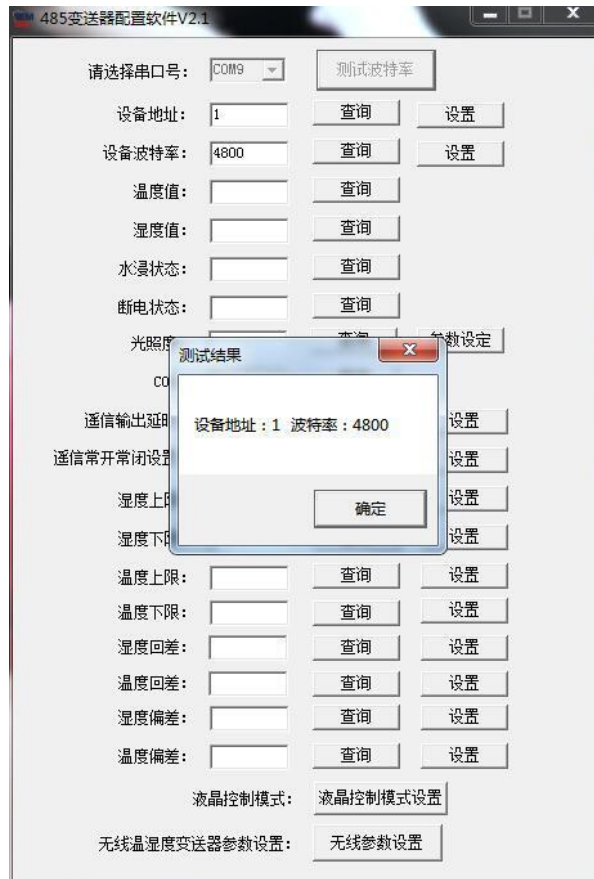 485变送器配置软件V2.1
请选择串口号： COM9 测试波特率
设备地址： 1 查询 设置
设备波特率： 4800 查询 设置
温度值： 查询
湿度值： 查询
水浸状态： 查询
断电状态： 查询
光照度 查询 参数设定
测试结果
CO
设备地址：1 波特率：4800
遥信输出延时 设置
遥信常开常闭设置 设置
湿度上限 设置
确定
湿度下限 设置
温度上限： 查询 设置
温度下限： 查询 设置
湿度回差： 查询 设置
温度回差： 查询 设置
湿度偏差： 查询 设置
温度偏差： 查询 设置
液晶控制模式： 液晶控制模式设置
无线温湿度变送器参数设置： 无线参数设置